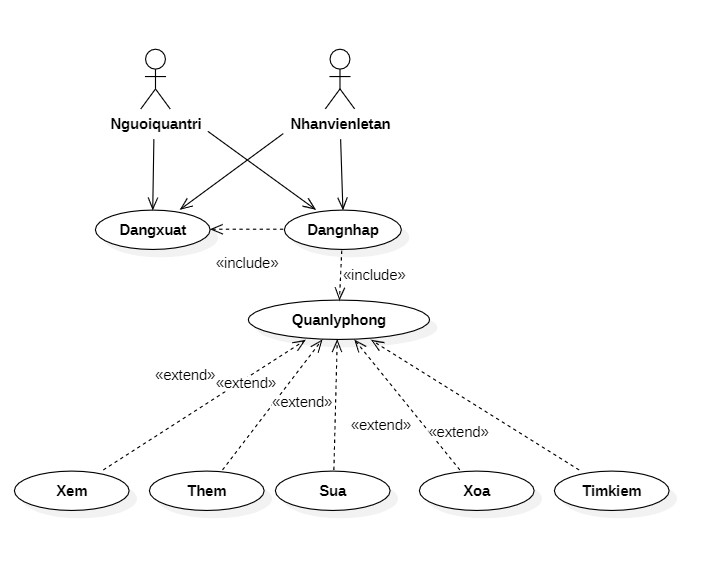 Nguoiquantri
Nhanvienletan
Dangxuat
Dangnhap
«include»
«include»
Quanlyphong
«extend»
«extend»
«extend»
«extend»
«extend»
Xem
Them
Sua
Xoa
Timkiem